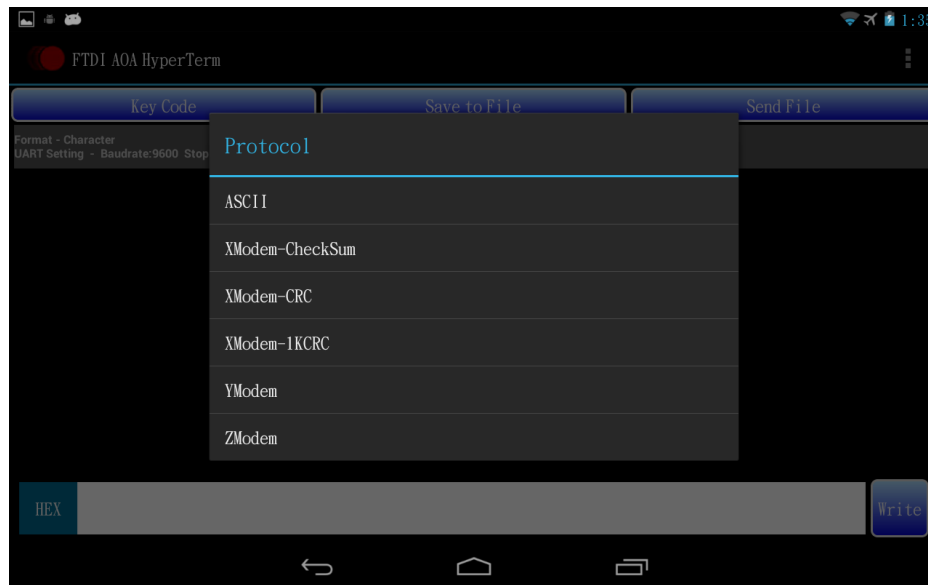 1:35
FTDI AOA HyperTerm
Key Code
Save to File
Send File
Format - Character
UART Setting - Baudrate:9600 Stop
Protocol
ASCII
XModem-CheckSum
XModem-CRC
XModem-1KCRC
YModem
ZModem
HEX
Write